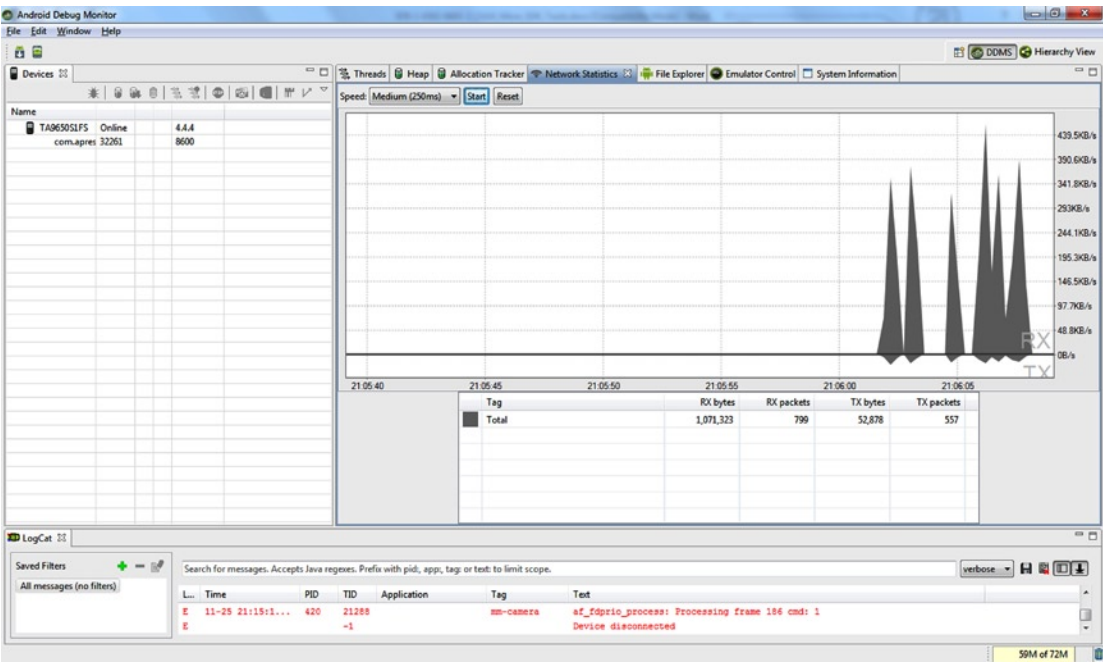 Android Debug Monitor
File Edit Window Help
DDMS Hierarchy View
Devices
Threads Heap Allocation Tracker Network Statistics File Explorer Emulator Control System Information
Speed: Medium (250ms) Start Reset
Name
TA965051FS Online 4.4.4
com.apres 32261 8600
439.5KB/s
390.6KB/s
341.8KB/s
293KB/s
244.1KB/s
195.3KB/s
146.5KB/s
97.7KB/s
48.8KB/s
RX
0B/s
TX
21:05:40 21:05:45 21:05:50 21:05:55 21:06:00 21:06:05
Tag RX bytes RX packets TX bytes TX packets
Total 1,071,323 799 52,878 557
LogCat
Saved Filters
Search for messages. Accepts Java regexes. Prefix with pid:, app:, tag: or text: to limit scope.
verbose
All messages (no filters)
L... Time PID TID Application Tag Text
E 11-25 21:15:1... 420 21288 mm-camera af_fdprio_process: Processing frame 186 cmd: 1
E -1 Device disconnected
59M of 72M